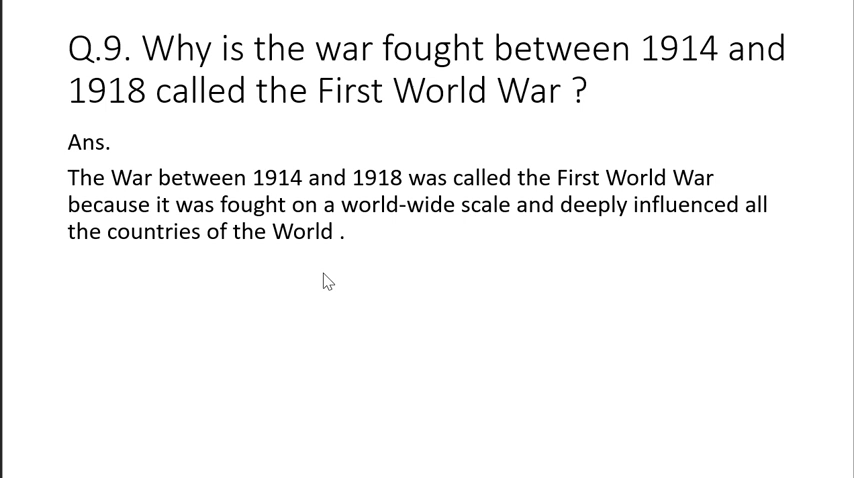 Q.9. Why is the war fought between 1914 and
1918 called the First World War ?
Ans.
The War between 1914 and 1918 was called the First World War
because it was fought on a world-wide scale and deeply influenced all
the countries of the World .